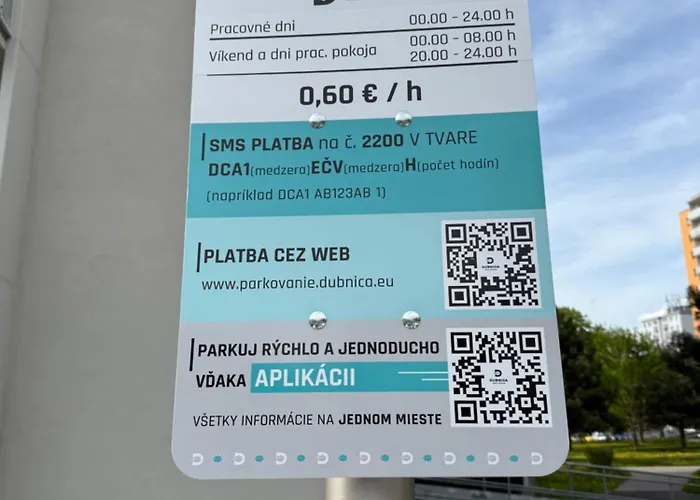 Pracovné dni 00.00 - 24.00 h
Víkend a dni prac. pokoja 00.00 - 08.00 h
20.00 - 24.00 h
0,60 € / h
SMS PLATBA na č. 2200 V TVARE
DCA1(medzera)EČV(medzera)H(počet hodín)
(napríklad DCA1 AB123AB 1)
PLATBA CEZ WEB
www.parkovanie.dubnica.eu
DUBNICA
PARKUJ RÝCHLO A JEDNODUCHO
VĎAKA APLIKÁCII
DUBNICA
VŠETKY INFORMÁCIE NA JEDNOM MIESTE